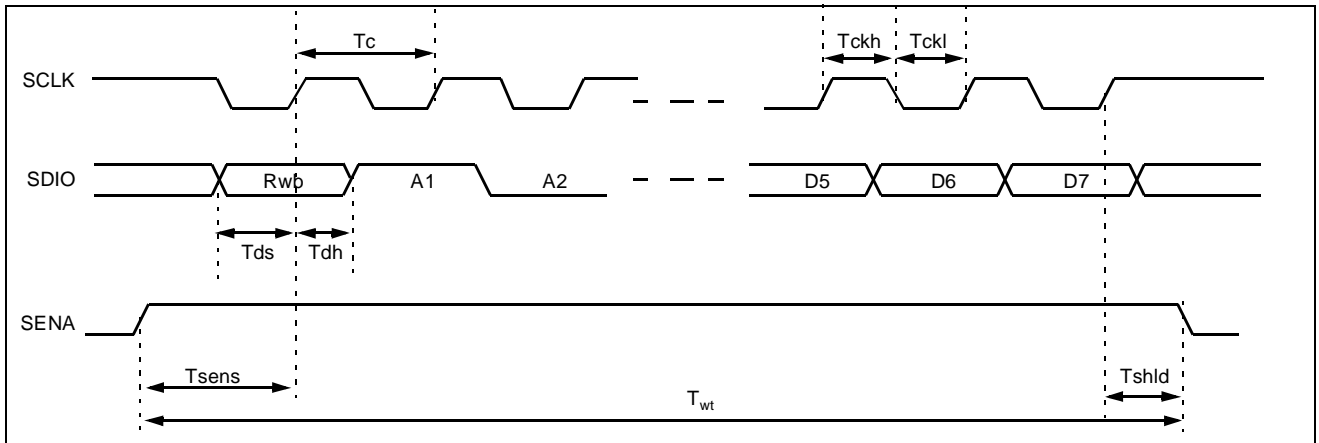 Tc
Tckh
Tckl
SCLK
SDIO
Rwb
A1
A2
D5
D6
D7
Tds
Tdh
SENA
Tsens
Tshld
Twt